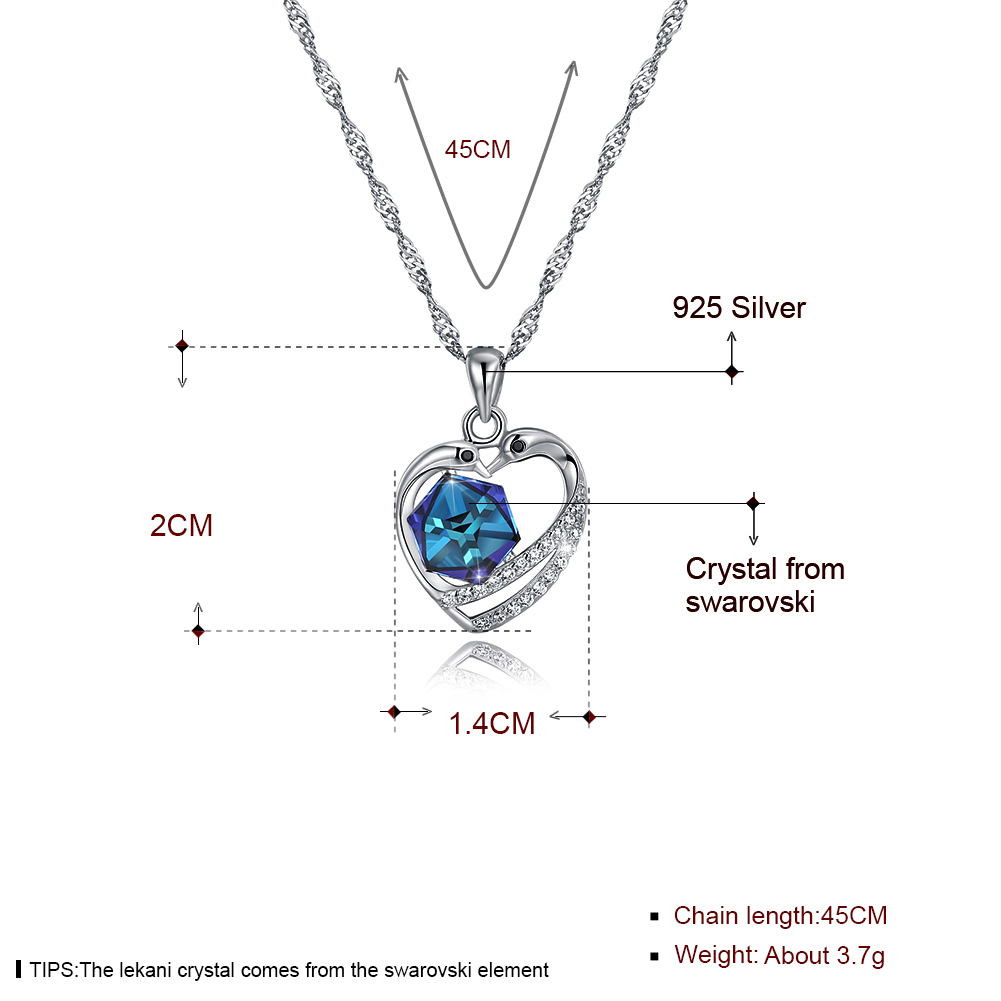 45CM
925 Silver
2CM
Crystal from
swarovski
1.4CM
▪ Chain length:45CM
▪ Weight: About 3.7g
TIPS:The lekani crystal comes from the swarovski element